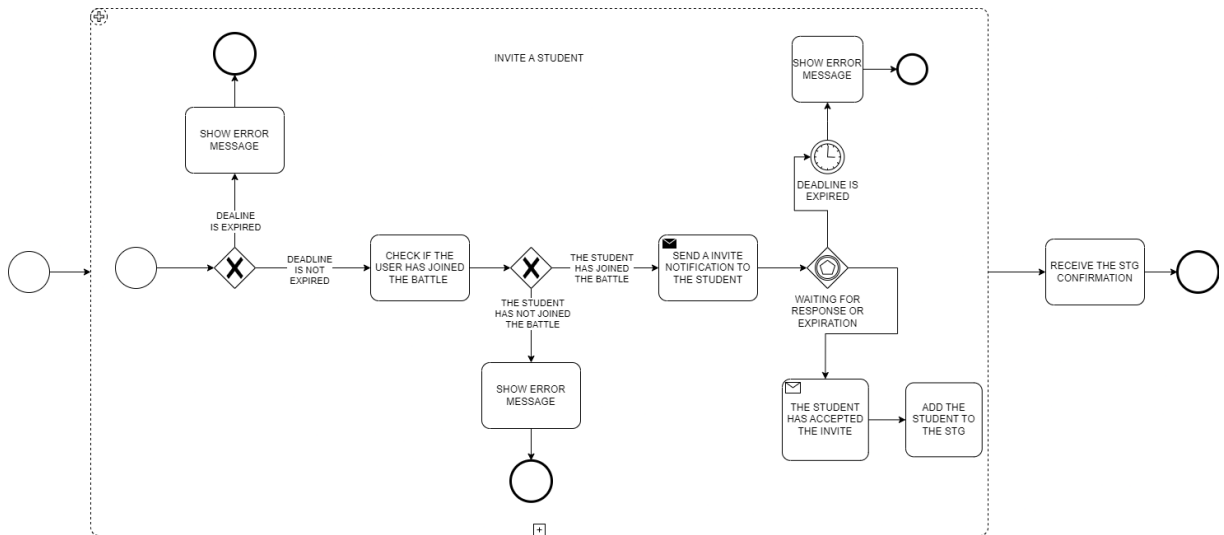 INVITE A STUDENT
SHOW ERROR
MESSAGE
DEALINE
IS EXPIRED
DEADLINE
IS NOT
EXPIRED
CHECK IF THE
USER HAS JOINED
THE BATTLE
THE STUDENT
HAS JOINED
THE BATTLE
THE STUDENT
HAS NOT JOINED
THE BATTLE
SHOW ERROR
MESSAGE
SEND A INVITE
NOTIFICATION TO
THE STUDENT
WAITING FOR
RESPONSE OR
EXPIRATION
DEADLINE IS
EXPIRED
SHOW ERROR
MESSAGE
THE STUDENT
HAS ACCEPTED
THE INVITE
ADD THE
STUDENT TO
THE STG
RECEIVE THE STG
CONFIRMATION